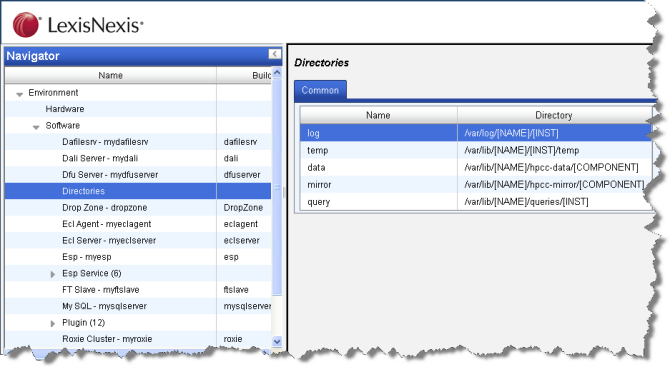 LexisNexis®
Navigator
Name Build
Environment
Hardware
Software
Dafilesrv - mydafilesrv dafilesrv
Dali Server - mydali dali
Dfu Server - mydfuserver dfuserver
Directories
Drop Zone - dropzone DropZone
Ecl Agent - myeclagent eclagent
Ecl Server - myeclserver eclserver
Esp - myesp esp
Esp Service (6)
FT Slave - myftslave ftslave
My SQL - mysqlserver mysqlserver
Plugin (12)
Roxie Cluster - myroxie roxie
Directories
Common
Name Directory
log /var/log/[NAME]/[INST]
temp /var/lib/[NAME]/[INST]/temp
data /var/lib/[NAME]/hpcc-data/[COMPONENT]
mirror /var/lib/[NAME]/hpcc-mirror/[COMPONENT]
query /var/lib/[NAME]/queries/[INST]